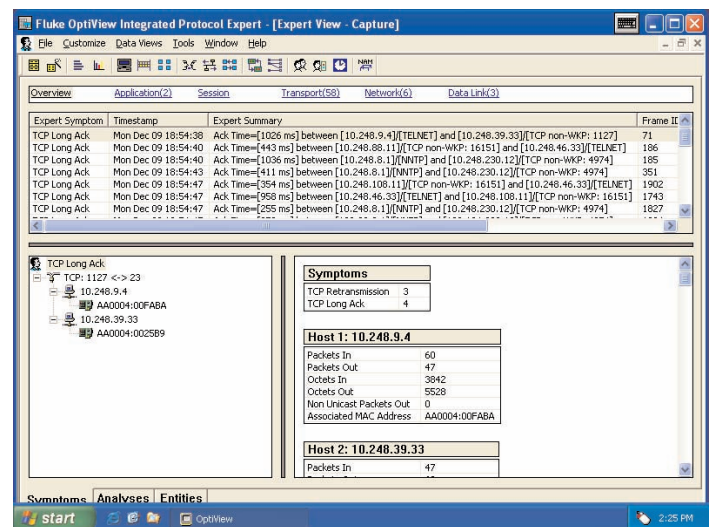 Fluke OptiView Integrated Protocol Expert - [Expert View - Capture]
File Customize Data Views Tools Window Help
NAM
Overview Application(2) Session Transport(58) Network(6) Data Link(3)
Expert Symptom Timestamp Expert Summary Frame ID
TCP Long Ack Mon Dec 09 18:54:38 Ack Time=[1026 ms] between [10.248.9.4]/[TELNET] and [10.248.39.33]/[TCP non-WKP: 1127] 71
TCP Long Ack Mon Dec 09 18:54:40 Ack Time=[443 ms] between [10.248.88.11]/[TCP non-WKP: 16151] and [10.248.46.33]/[TELNET] 186
TCP Long Ack Mon Dec 09 18:54:40 Ack Time=[1036 ms] between [10.248.8.1]/[NNTP] and [10.248.230.12]/[TCP non-WKP: 4974] 185
TCP Long Ack Mon Dec 09 18:54:43 Ack Time=[411 ms] between [10.248.8.1]/[NNTP] and [10.248.230.12]/[TCP non-WKP: 4974] 351
TCP Long Ack Mon Dec 09 18:54:47 Ack Time=[354 ms] between [10.248.108.11]/[TCP non-WKP: 16151] and [10.248.46.33]/[TELNET] 1902
TCP Long Ack Mon Dec 09 18:54:47 Ack Time=[958 ms] between [10.248.46.33]/[TELNET] and [10.248.108.11]/[TCP non-WKP: 16151] 1743
TCP Long Ack Mon Dec 09 18:54:47 Ack Time=[255 ms] between [10.248.8.1]/[NNTP] and [10.248.230.12]/[TCP non-WKP: 4974] 1827
TCP Long Ack
TCP: 1127 <-> 23
10.248.9.4
AA0004:00FABA
10.248.39.33
AA0004:0025B9
Symptoms
TCP Retransmission 3
TCP Long Ack 4
Host 1: 10.248.9.4
Packets In 60
Packets Out 47
Octets In 3842
Octets Out 5528
Non Unicast Packets Out 0
Associated MAC Address AA0004:00FABA
Host 2: 10.248.39.33
Packets In 47
Symptoms Analyses Entities
start OptiView 2:25 PM